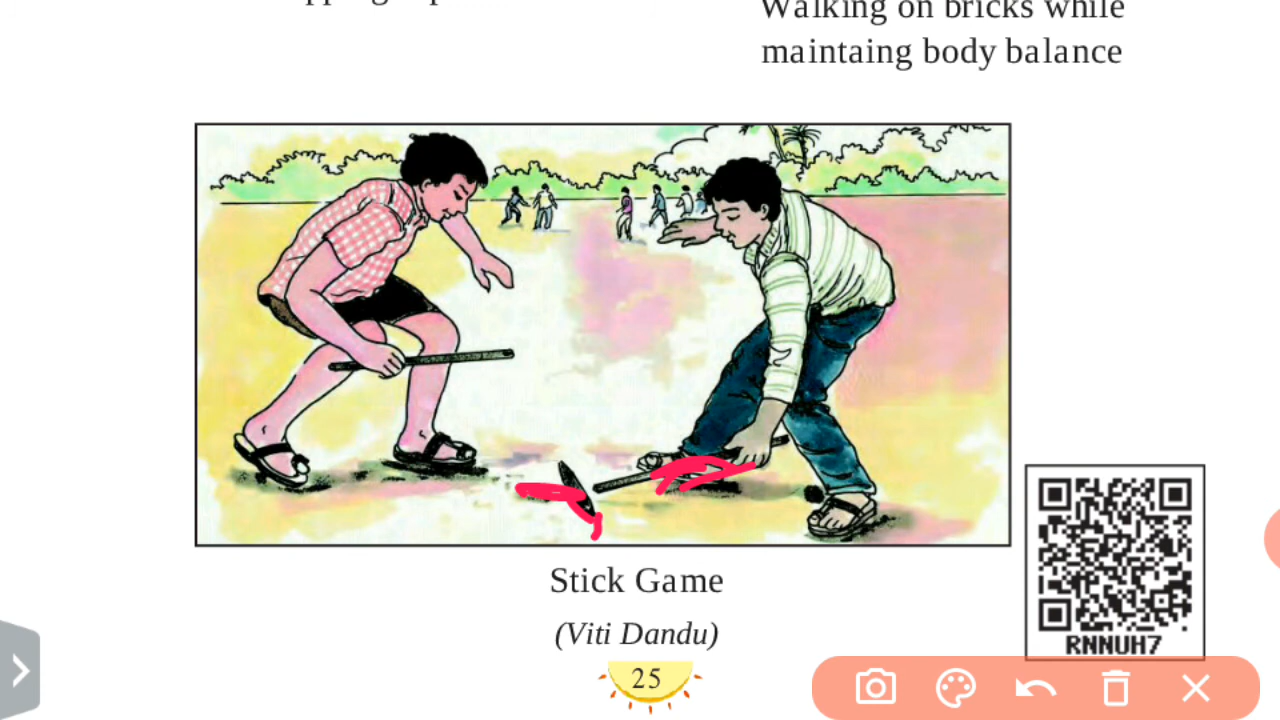 Walking on bricks while
maintaing body balance
Stick Game
(Viti Dandu)
25
RNNUH7